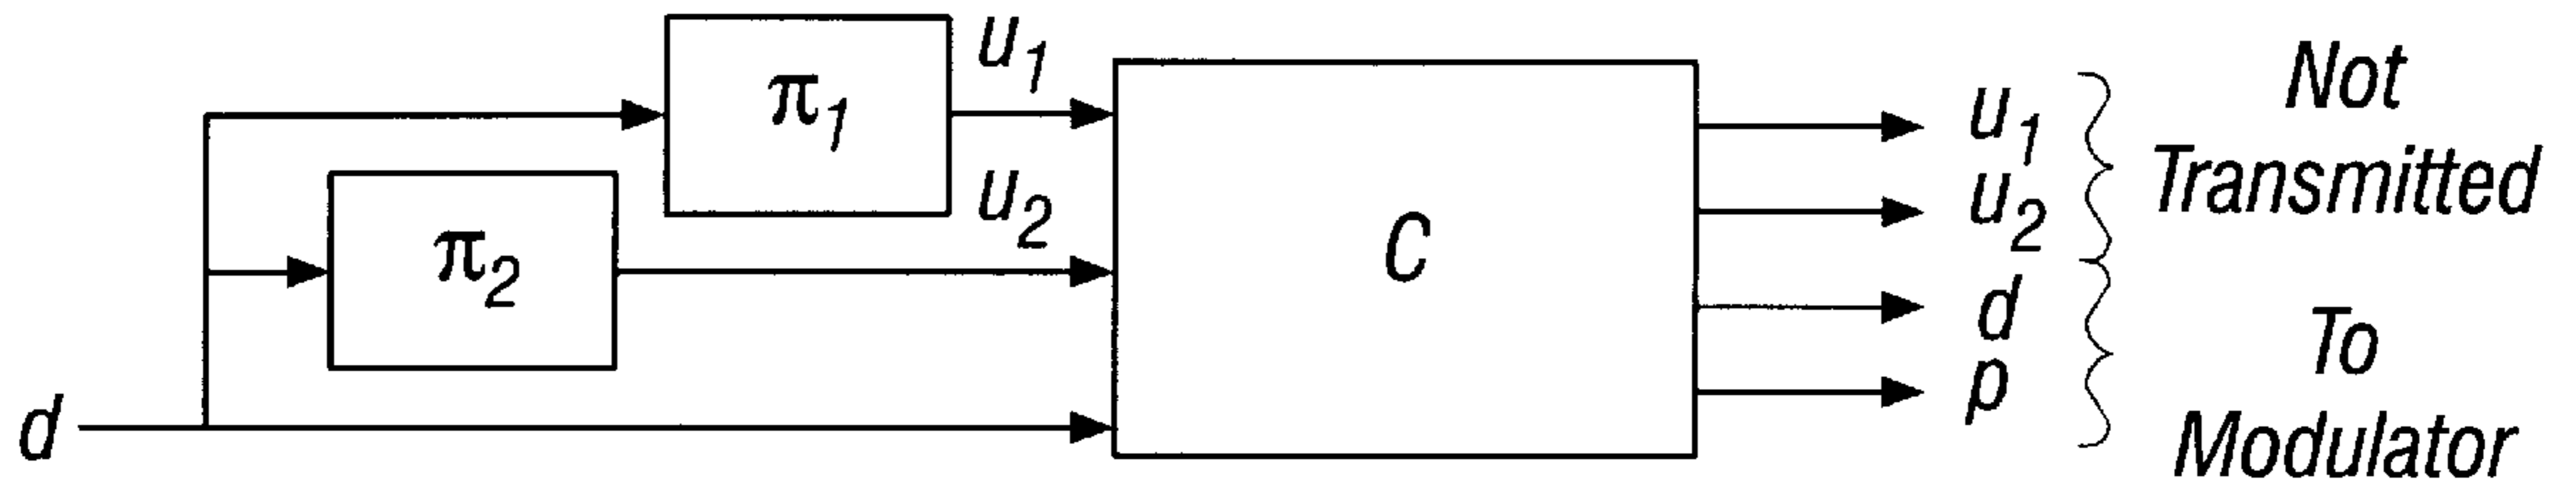 π₁
u₁
π₂
u₂
d
C
u₁
u₂
d
p
Not
Transmitted
To
Modulator